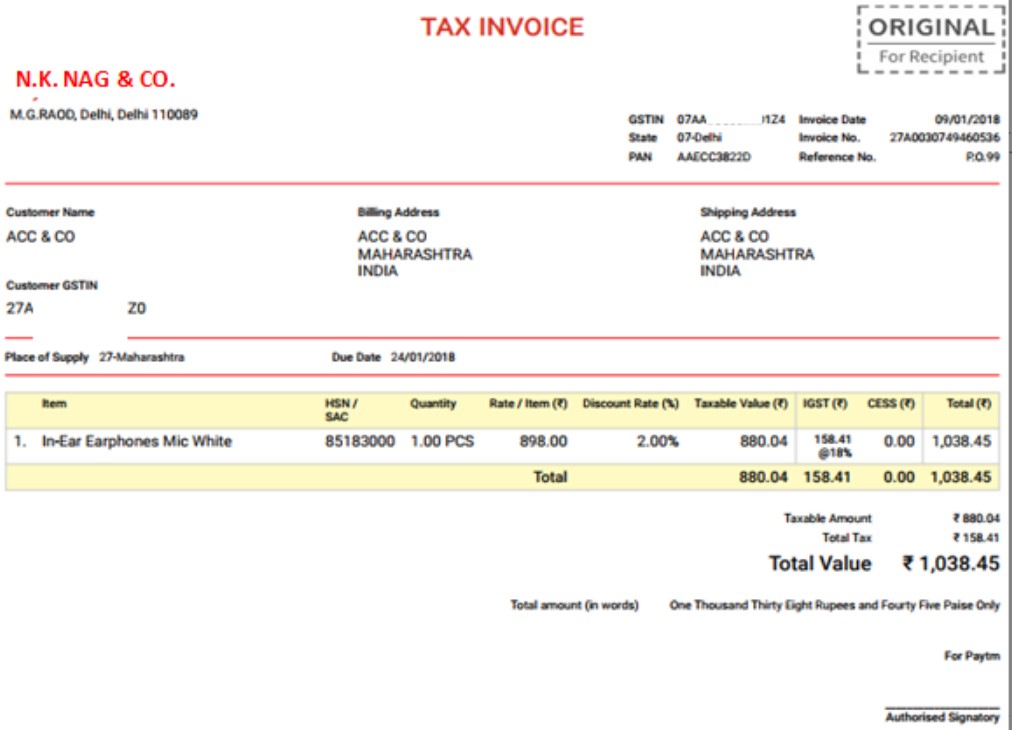 TAX INVOICE
ORIGINAL
For Recipient
N.K. NAG & CO.
M.G.RAOD, Delhi, Delhi 110089
GSTIN 07AA 1Z4 Invoice Date 09/01/2018
State 07-Delhi Invoice No. 27A0030749460536
PAN AAECC3822D Reference No. P.O.99
Customer Name Billing Address Shipping Address
ACC & CO ACC & CO ACC & CO
MAHARASHTRA MAHARASHTRA
INDIA INDIA
Customer GSTIN
27A Z0
Place of Supply 27-Maharashtra Due Date 24/01/2018
Item HSN / SAC Quantity Rate / Item (₹) Discount Rate (%) Taxable Value (₹) IGST (₹) CESS (₹) Total (₹)
1. In-Ear Earphones Mic White 85183000 1.00 PCS 898.00 2.00% 880.04 158.41 @18% 0.00 1,038.45
Total 880.04 158.41 0.00 1,038.45
Taxable Amount ₹ 880.04
Total Tax ₹ 158.41
Total Value ₹ 1,038.45
Total amount (in words) One Thousand Thirty Eight Rupees and Fourty Five Paise Only
For Paytm
Authorised Signatory